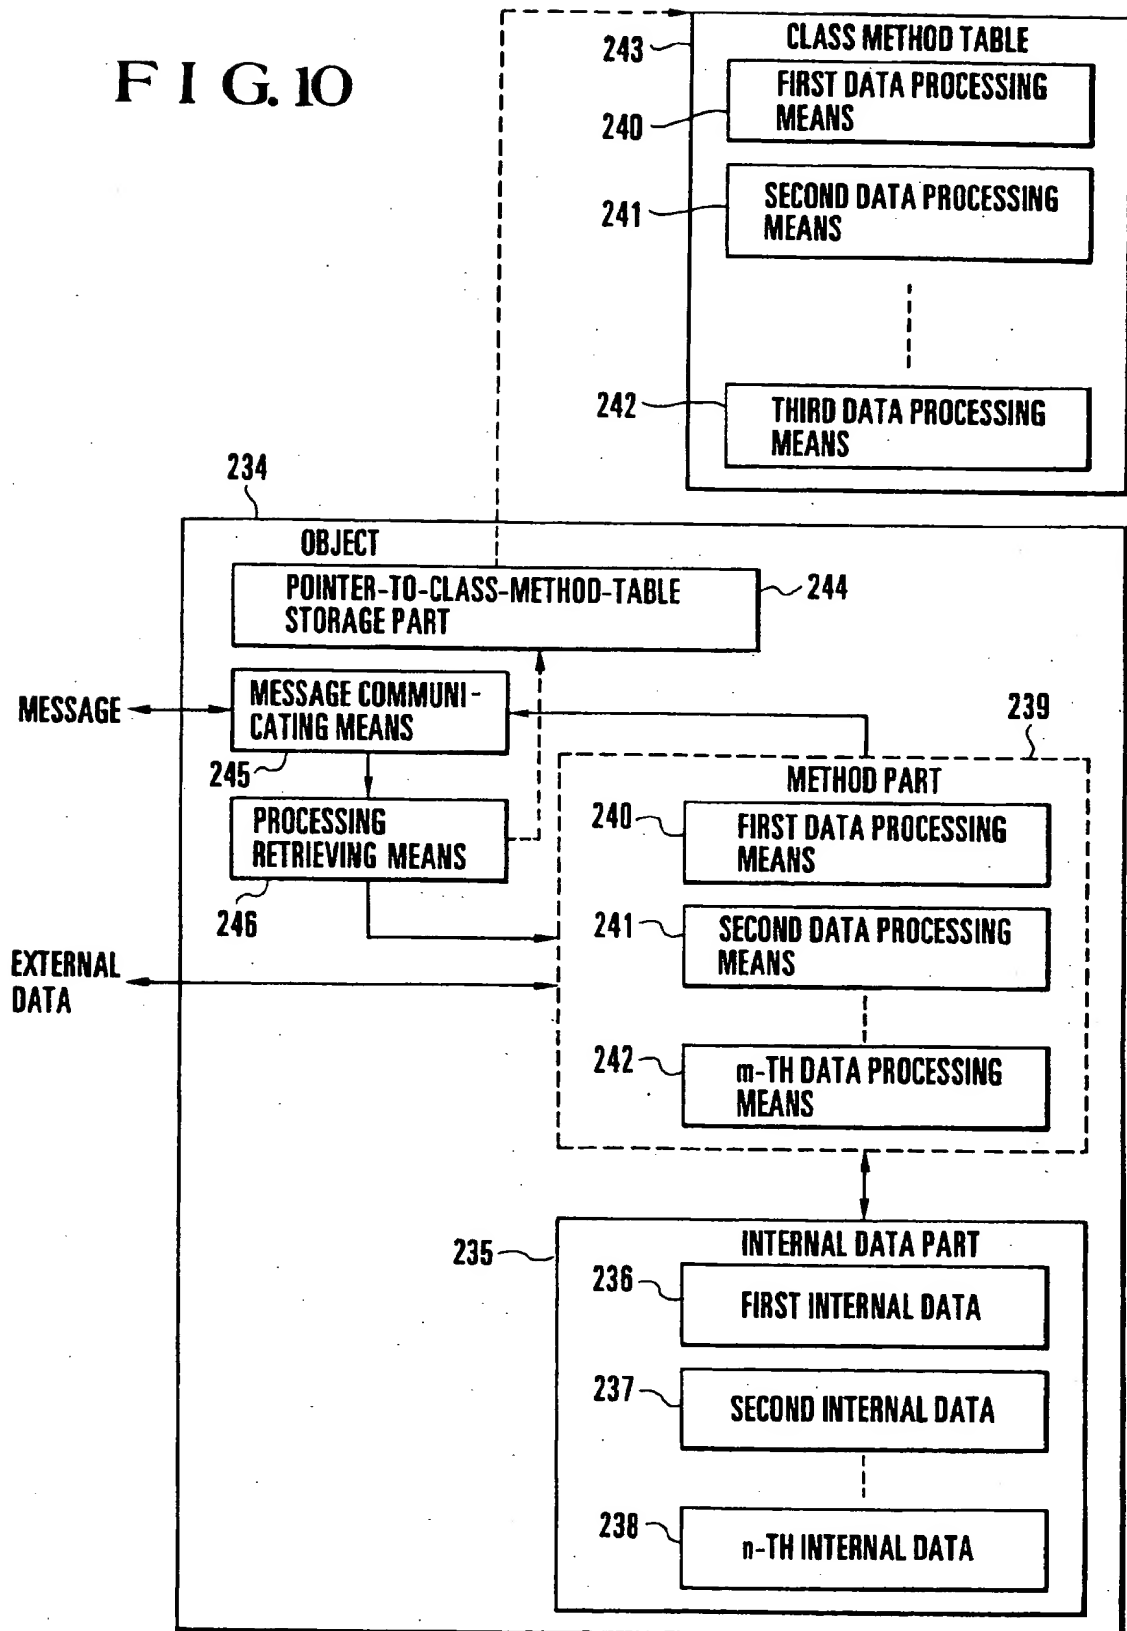 FIG.10
243
CLASS METHOD TABLE
240
FIRST DATA PROCESSING
MEANS
241
SECOND DATA PROCESSING
MEANS
242
THIRD DATA PROCESSING
MEANS
234
OBJECT
POINTER-TO-CLASS-METHOD-TABLE
STORAGE PART
244
MESSAGE
MESSAGE COMMUNI-
CATING MEANS
245
239
METHOD PART
PROCESSING
RETRIEVING MEANS
246
240
FIRST DATA PROCESSING
MEANS
241
SECOND DATA PROCESSING
MEANS
EXTERNAL
DATA
242
m-TH DATA PROCESSING
MEANS
235
INTERNAL DATA PART
236
FIRST INTERNAL DATA
237
SECOND INTERNAL DATA
238
n-TH INTERNAL DATA